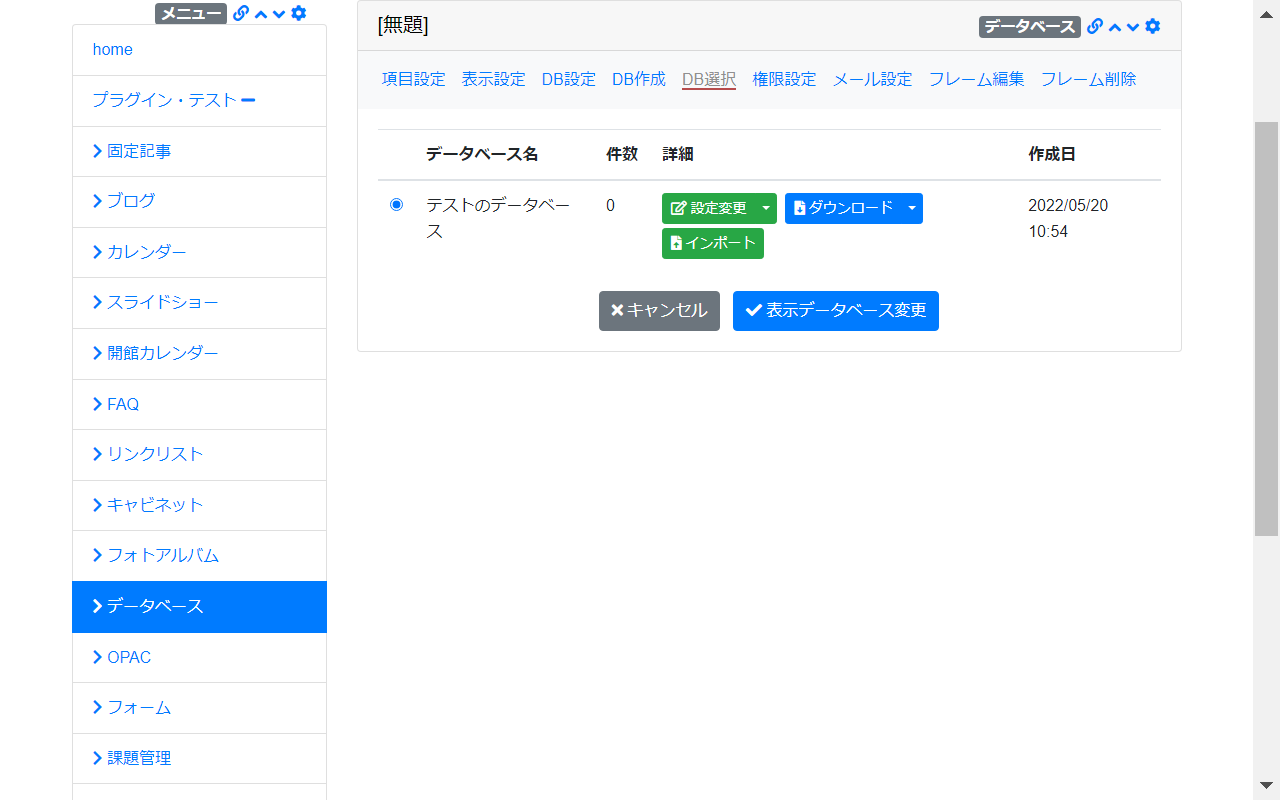 メニュー
home
プラグイン・テスト
固定記事
ブログ
カレンダー
スライドショー
開館カレンダー
FAQ
リンクリスト
キャビネット
フォトアルバム
データベース
OPAC
フォーム
課題管理
[無題]
データベース
項目設定 表示設定 DB設定 DB作成 DB選択 権限設定 メール設定 フレーム編集 フレーム削除
データベース名 件数 詳細 作成日
テストのデータベー 0 設定変更 ダウンロード 2022/05/20
ス インポート 10:54
キャンセル 表示データベース変更